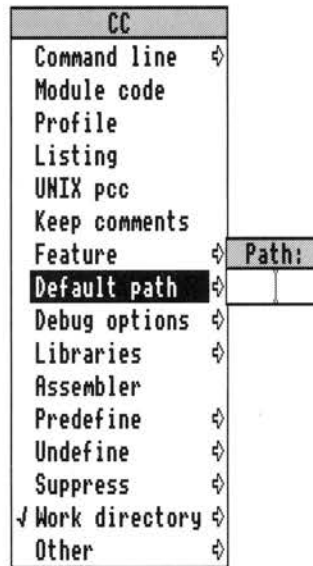 CC
Command line
Module code
Profile
Listing
UNIX pcc
Keep comments
Feature
Path:
Default path
Debug options
Libraries
Assembler
Predefine
Undefine
Suppress
√ Work directory
Other